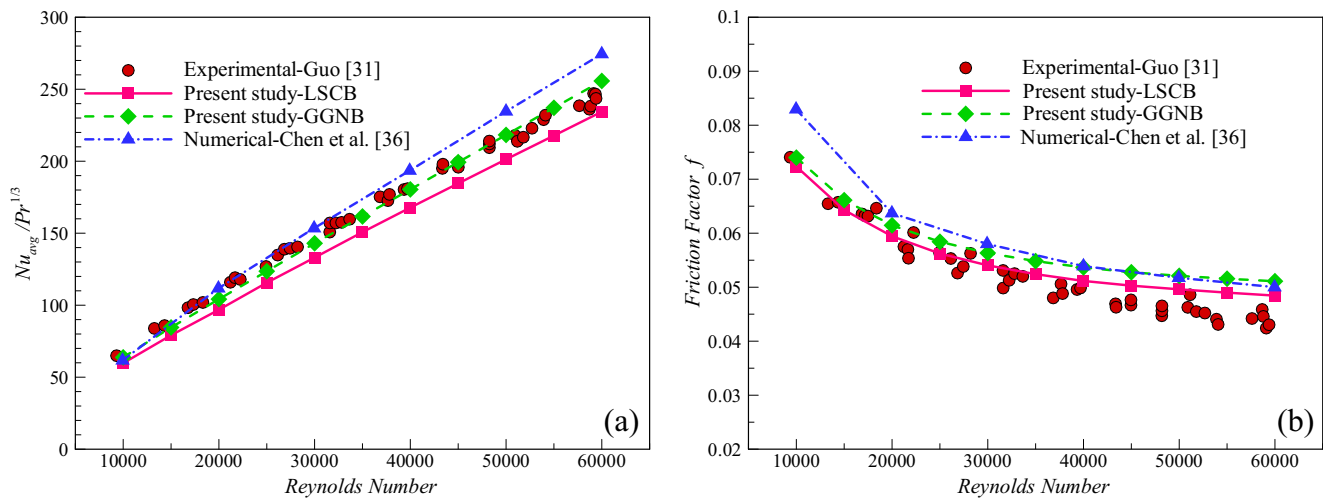 300
250
200
150
100
50
0
Nu_avg /Pr^1/3
Experimental-Guo [31]
Present study-LSCB
Present study-GGNB
Numerical-Chen et al. [36]
(a)
10000 20000 30000 40000 50000 60000
Reynolds Number
0.1
0.09
0.08
0.07
0.06
0.05
0.04
0.03
0.02
Friction Factor f
Experimental-Guo [31]
Present study-LSCB
Present study-GGNB
Numerical-Chen et al. [36]
(b)
10000 20000 30000 40000 50000 60000
Reynolds Number